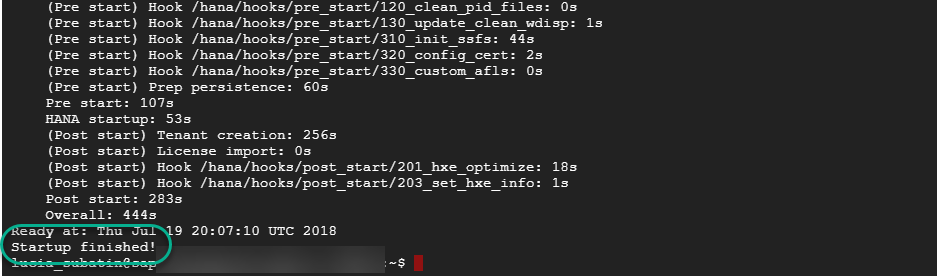 (Pre start) Hook /hana/hooks/pre_start/120_clean_pid_files: 0s
(Pre start) Hook /hana/hooks/pre_start/130_update_clean_wdisp: 1s
(Pre start) Hook /hana/hooks/pre_start/310_init_ssfs: 44s
(Pre start) Hook /hana/hooks/pre_start/320_config_cert: 2s
(Pre start) Hook /hana/hooks/pre_start/330_custom_afls: 0s
(Pre start) Prep persistence: 60s
Pre start: 107s
HANA startup: 53s
(Post start) Tenant creation: 256s
(Post start) License import: 0s
(Post start) Hook /hana/hooks/post_start/201_hxe_optimize: 18s
(Post start) Hook /hana/hooks/post_start/203_set_hxe_info: 1s
Post start: 283s
Overall: 444s
Ready at: Thu Jul 19 20:07:10 UTC 2018
Startup finished!
lucia_subatin@sap :~$